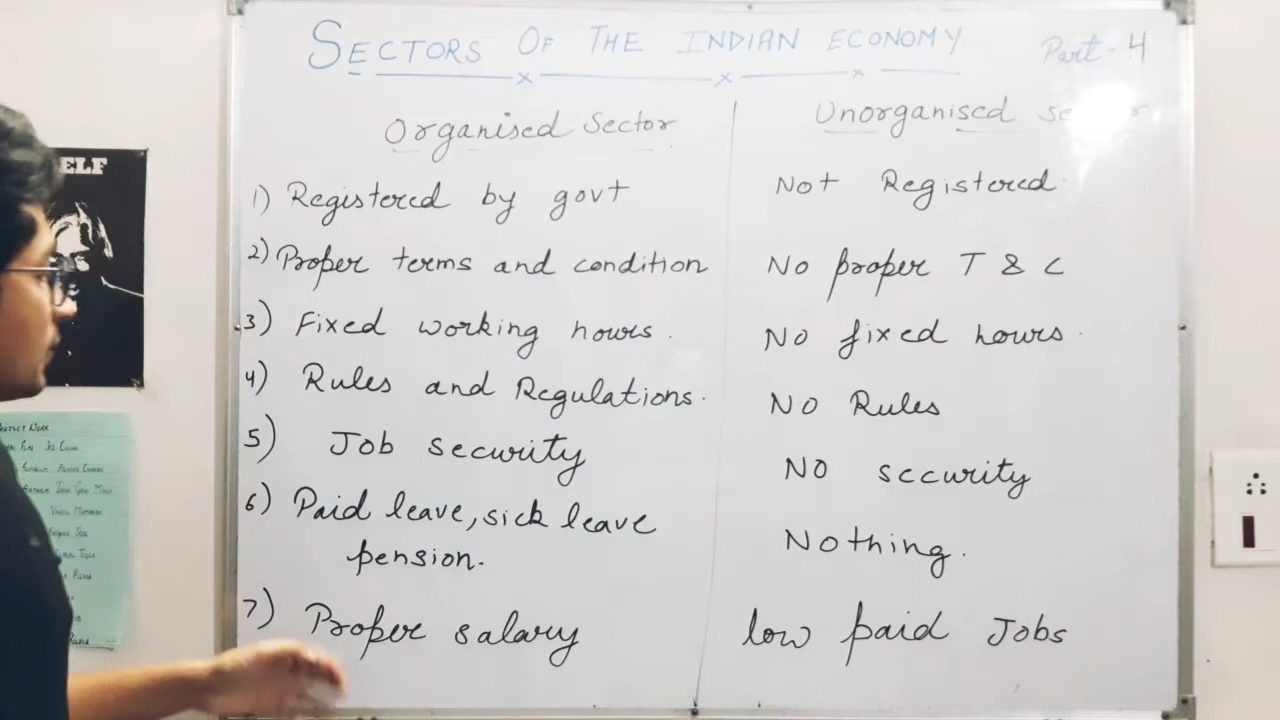 SECTORS OF THE INDIAN ECONOMY Part - 4
Organised Sector
Unorganised
1) Registered by govt
Not Registered.
2) Proper terms and condition
No proper T & C
3) Fixed working hours.
No fixed hours.
4) Rules and Regulations.
NO Rules
5) Job security
NO security
6) Paid leave, sick leave
pension.
Nothing.
7) Proper salary
low paid Jobs
ELF